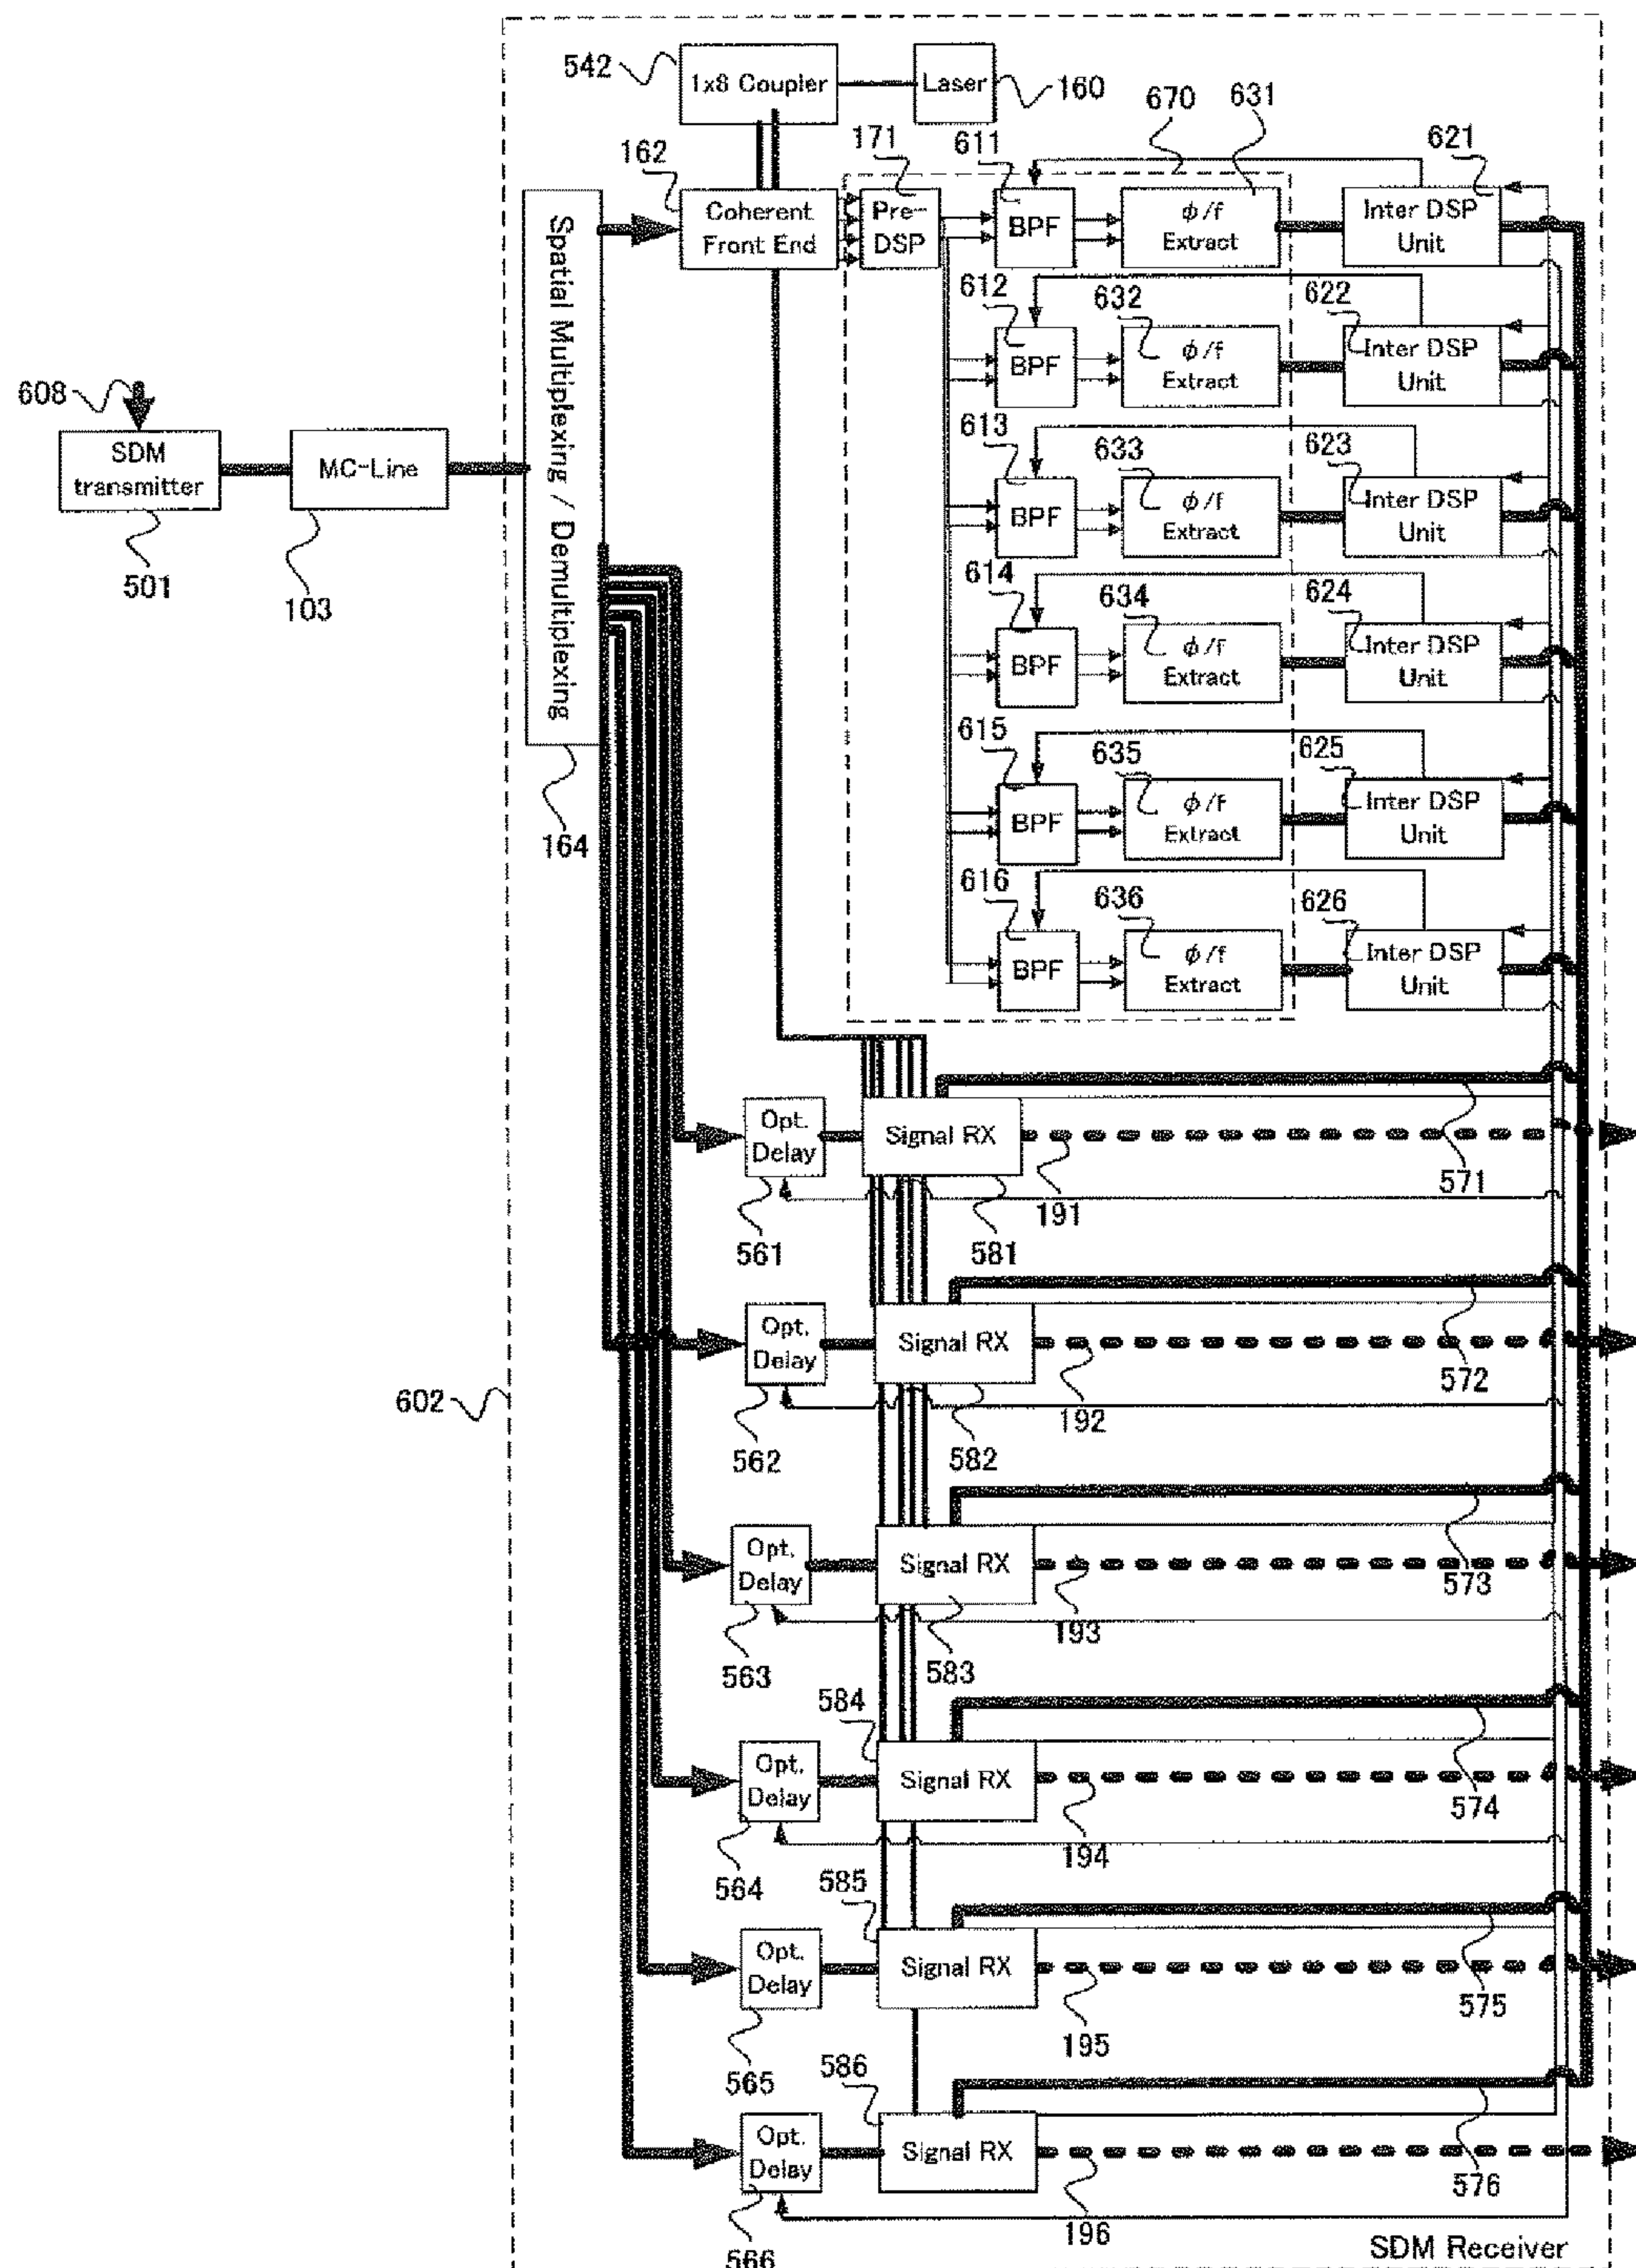 542
1x8 Coupler
Laser
160
670
631
162
171
611
621
Coherent
Front End
Pre-
DSP
BPF
φ/f
Extract
Inter DSP
Unit
612
632
622
BPF
φ/f
Extract
Inter DSP
Unit
608
SDM
transmitter
501
MC-Line
103
Spatial Multiplexing / Demultiplexing
164
613
633
623
BPF
φ/f
Extract
Inter DSP
Unit
614
634
624
BPF
φ/f
Extract
Inter DSP
Unit
615
635
625
BPF
φ/f
Extract
Inter DSP
Unit
616
636
626
BPF
φ/f
Extract
Inter DSP
Unit
Opt.
Delay
Signal RX
561
581
191
571
Opt.
Delay
Signal RX
602
562
582
192
572
Opt.
Delay
Signal RX
563
583
193
573
584
Opt.
Delay
Signal RX
564
194
574
585
Opt.
Delay
Signal RX
565
195
575
586
Opt.
Delay
Signal RX
566
196
576
SDM Receiver